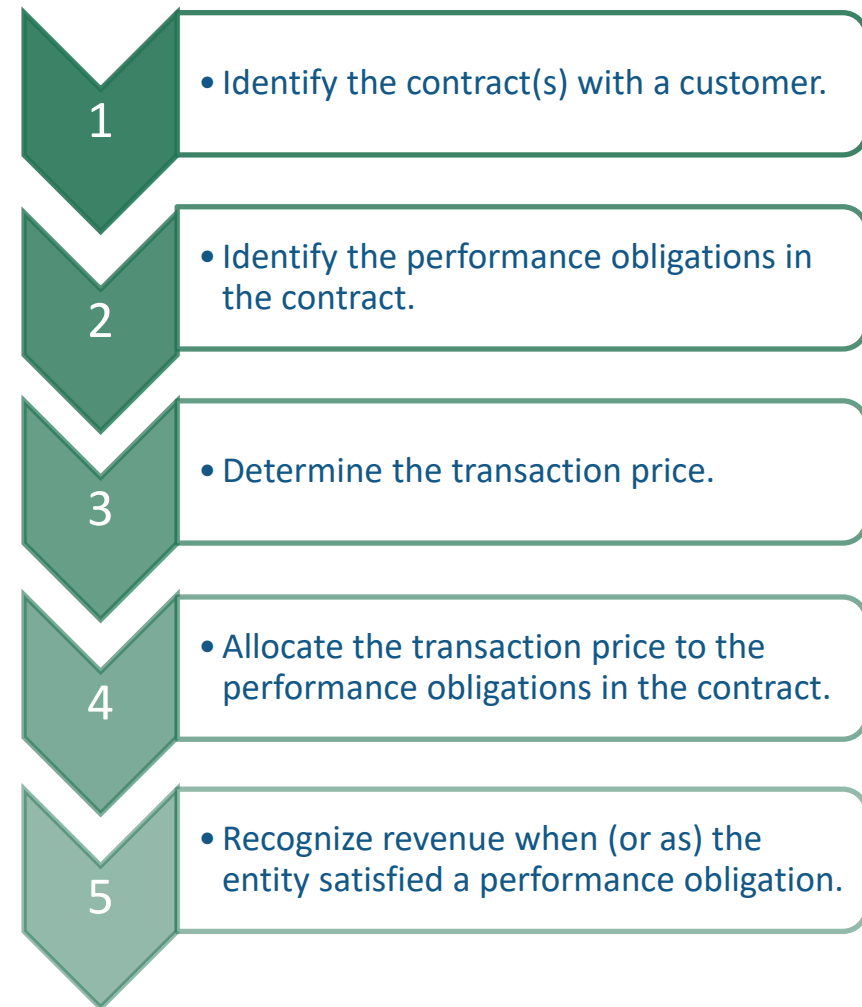 1
• Identify the contract(s) with a customer.
2
• Identify the performance obligations in
the contract.
3
• Determine the transaction price.
4
• Allocate the transaction price to the
performance obligations in the contract.
5
• Recognize revenue when (or as) the
entity satisfied a performance obligation.